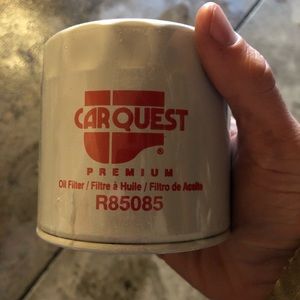 CARQUEST
®
PREMIUM
Oil Filter / Filtre à Huile / Filtro de Aceite
R85085